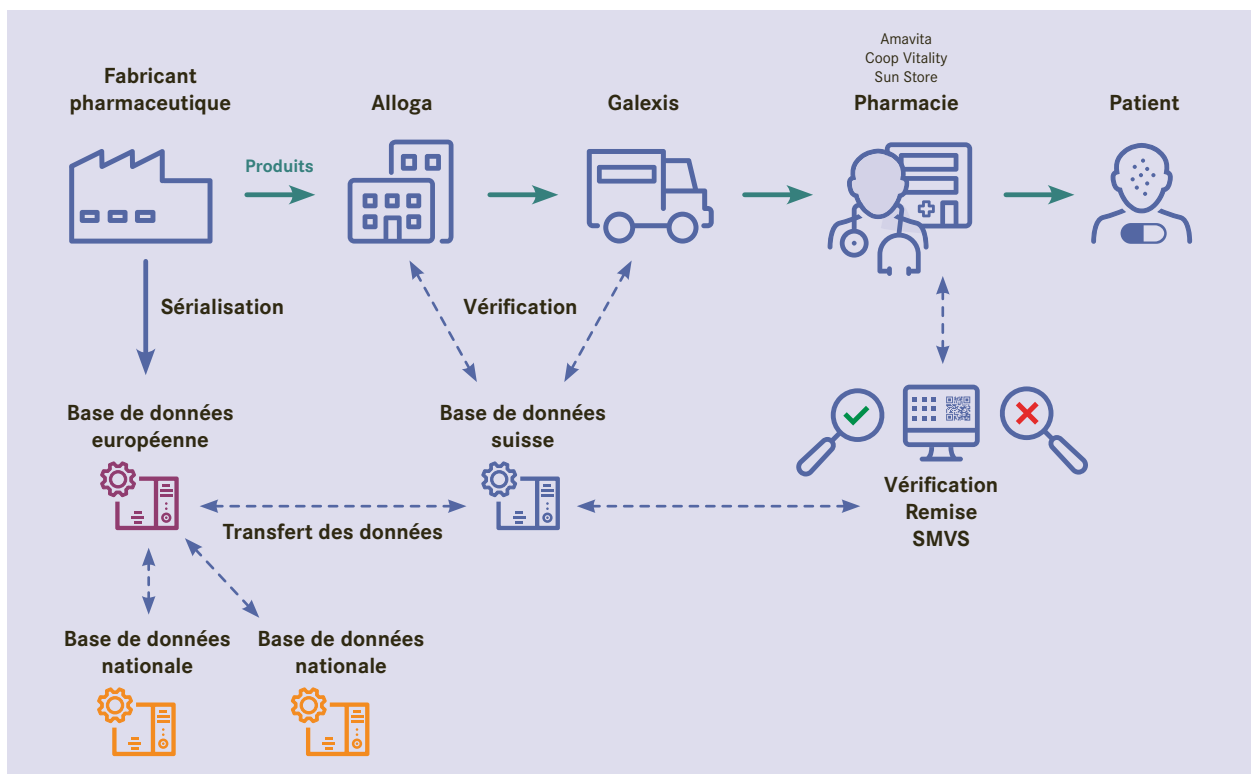 Amavita
Coop Vitality
Sun Store
Fabricant
pharmaceutique
Alloga
Galexis
Pharmacie
Patient
Produits
Sérialisation
Vérification
Base de données
européenne
Base de données
suisse
Transfert des données
Vérification
Remise
SMVS
Base de données
nationale
Base de données
nationale